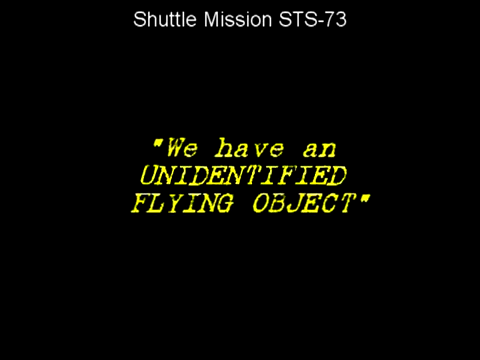 Shuttle Mission STS-73
"We have an
UNIDENTIFIED
FLYING OBJECT"